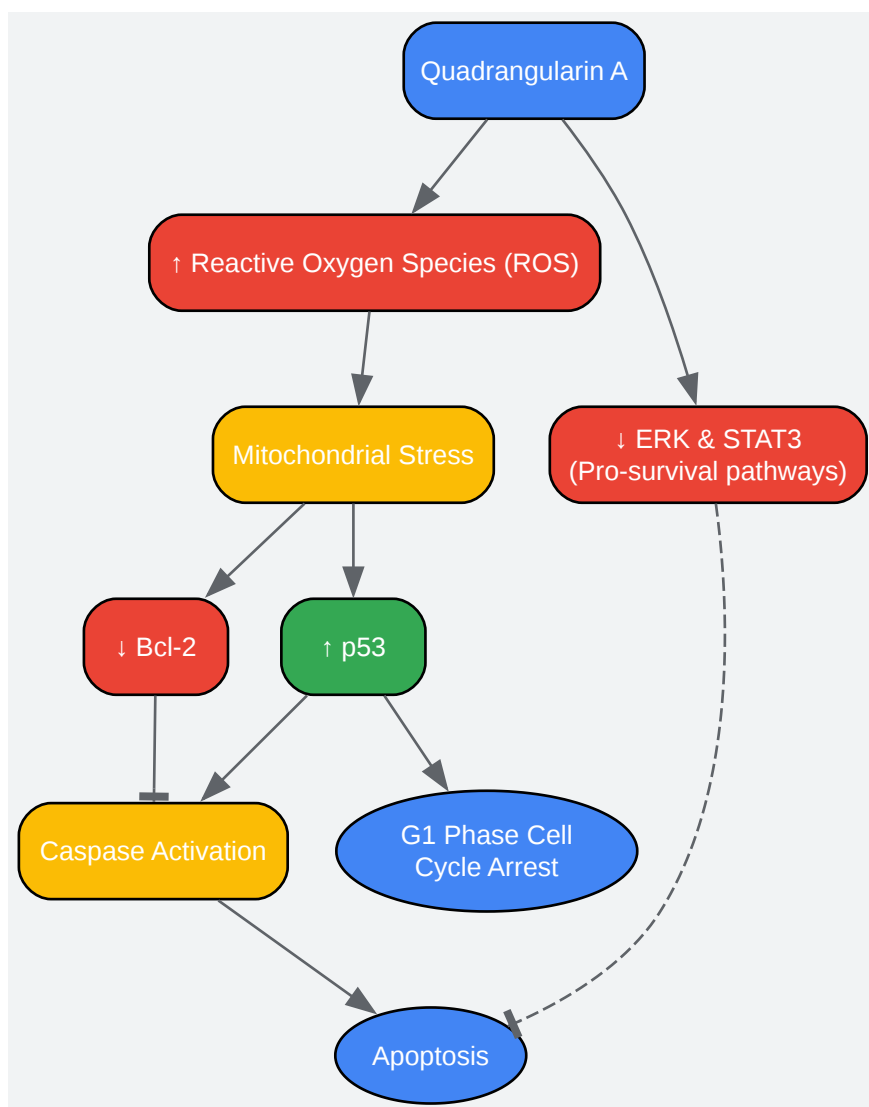 Quadrangularin A
↑ Reactive Oxygen Species (ROS)
Mitochondrial Stress
↓ ERK & STAT3
(Pro-survival pathways)
↓ Bcl-2
↑ p53
Caspase Activation
G1 Phase Cell
Cycle Arrest
Apoptosis